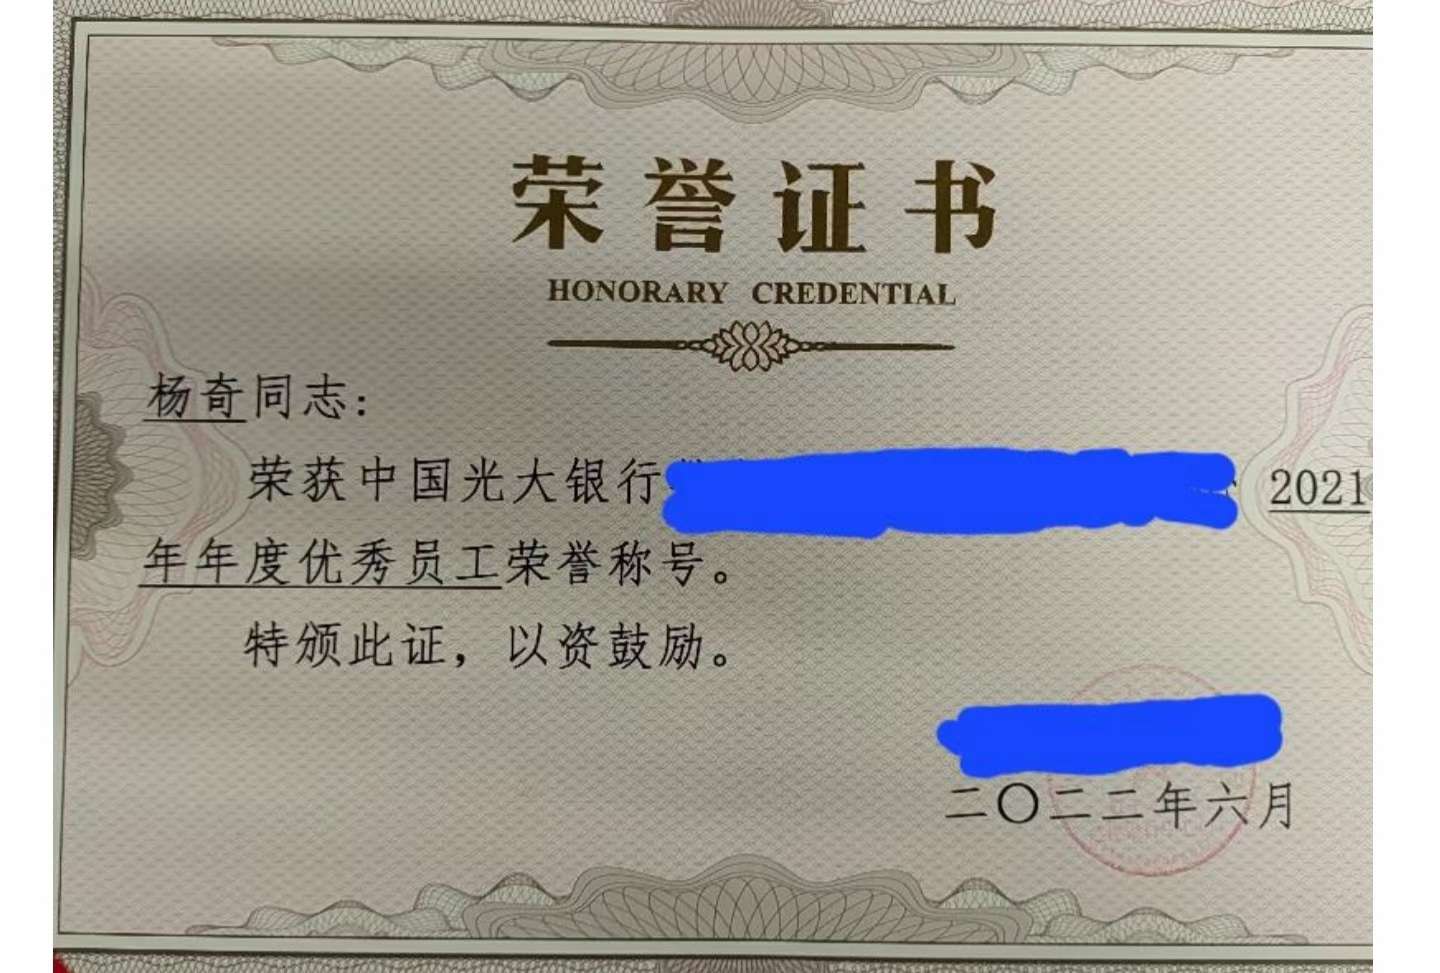 荣誉证书
HONORARY CREDENTIAL
杨奇同志:
荣获中国光大银行 2021
年年度优秀员工荣誉称号。
特颁此证，以资鼓励。
二〇二二年六月